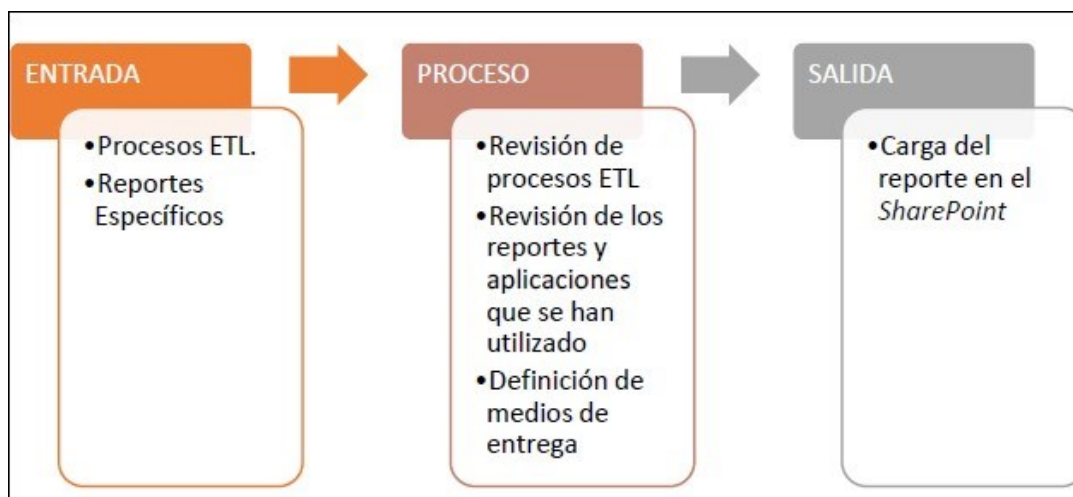 ENTRADA
•Procesos ETL.
•Reportes
Específicos
PROCESO
•Revisión de
procesos ETL
•Revisión de los
reportes y
aplicaciones
que se han
utilizado
•Definición de
medios de
entrega
SALIDA
•Carga del
reporte en el
SharePoint